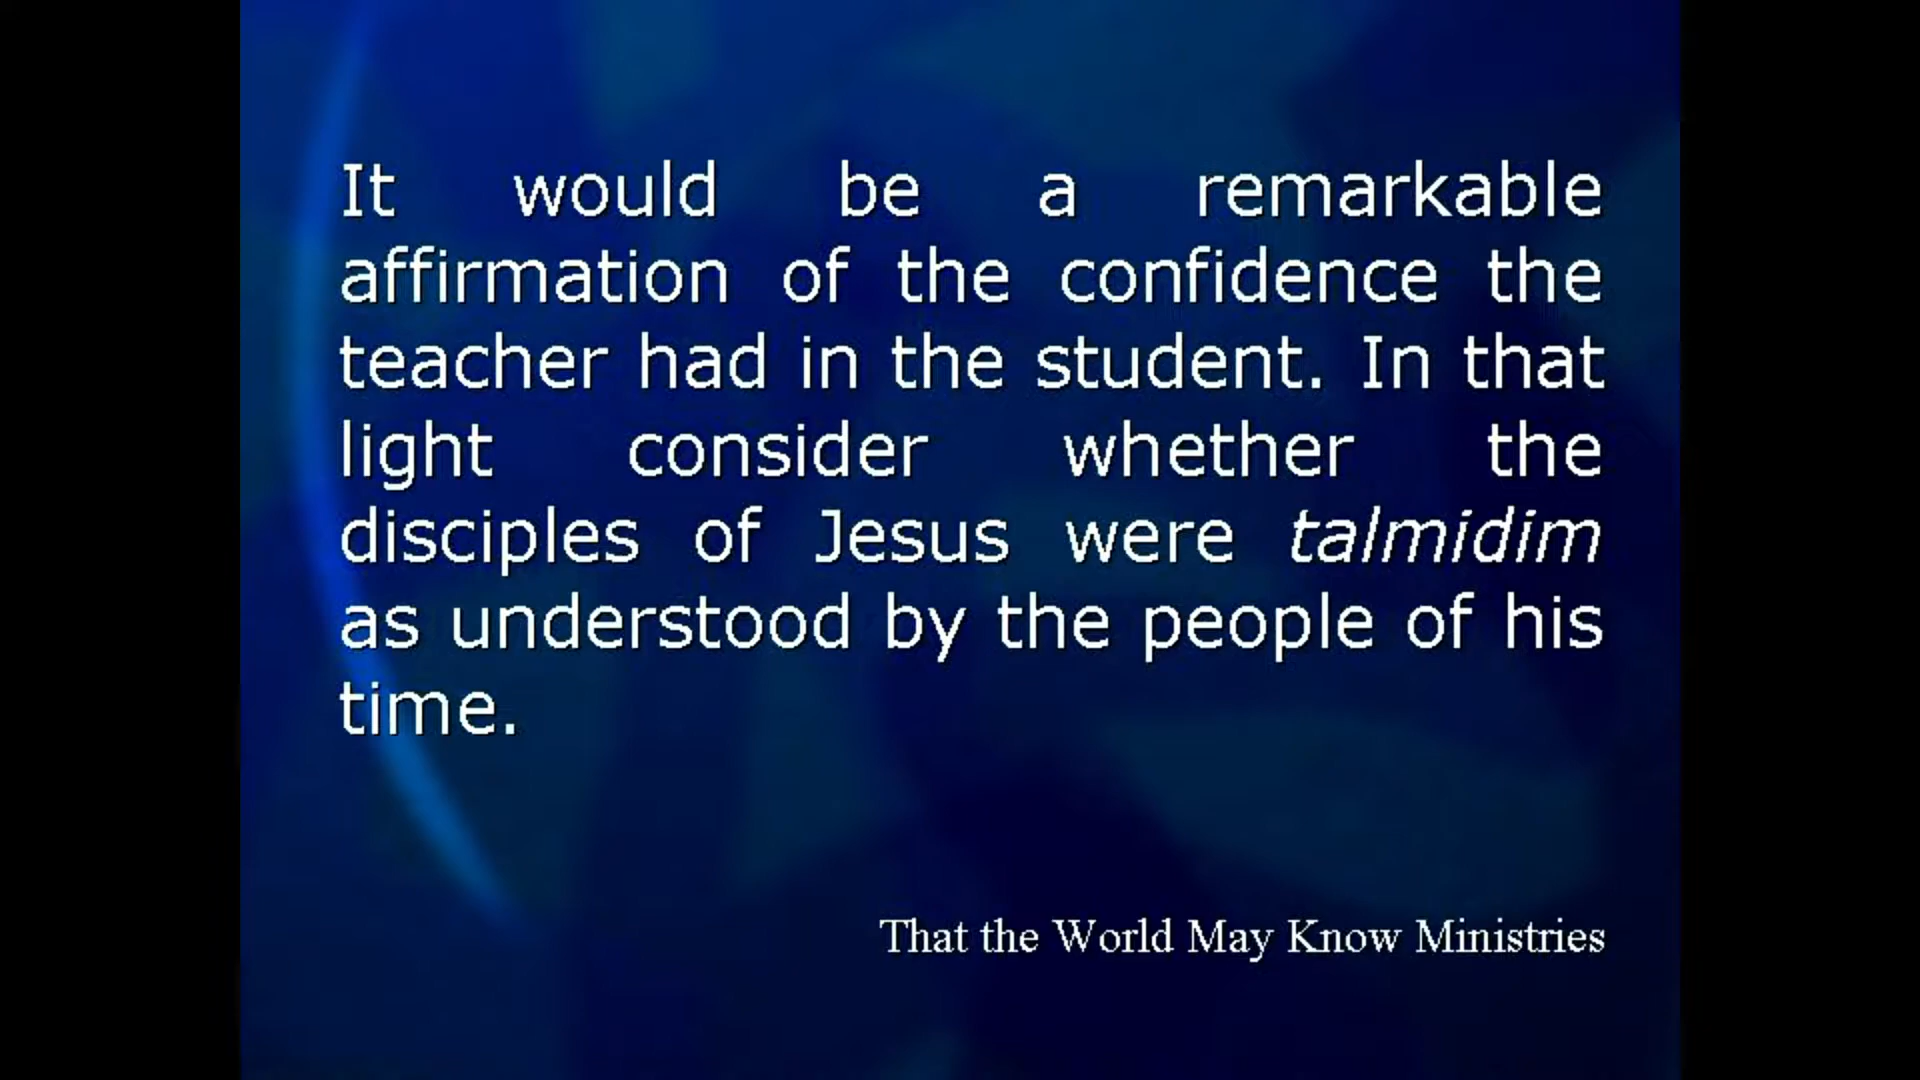 It would be a remarkable
affirmation of the confidence the
teacher had in the student. In that
light consider whether the
disciples of Jesus were talmidim
as understood by the people of his
time.
That the World May Know Ministries